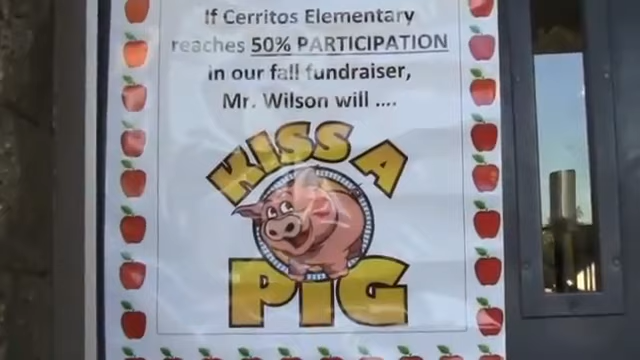 If Cerritos Elementary
reaches 50% PARTICIPATION
in our fall fundraiser,
Mr. Wilson will ....
KISS A
PIG